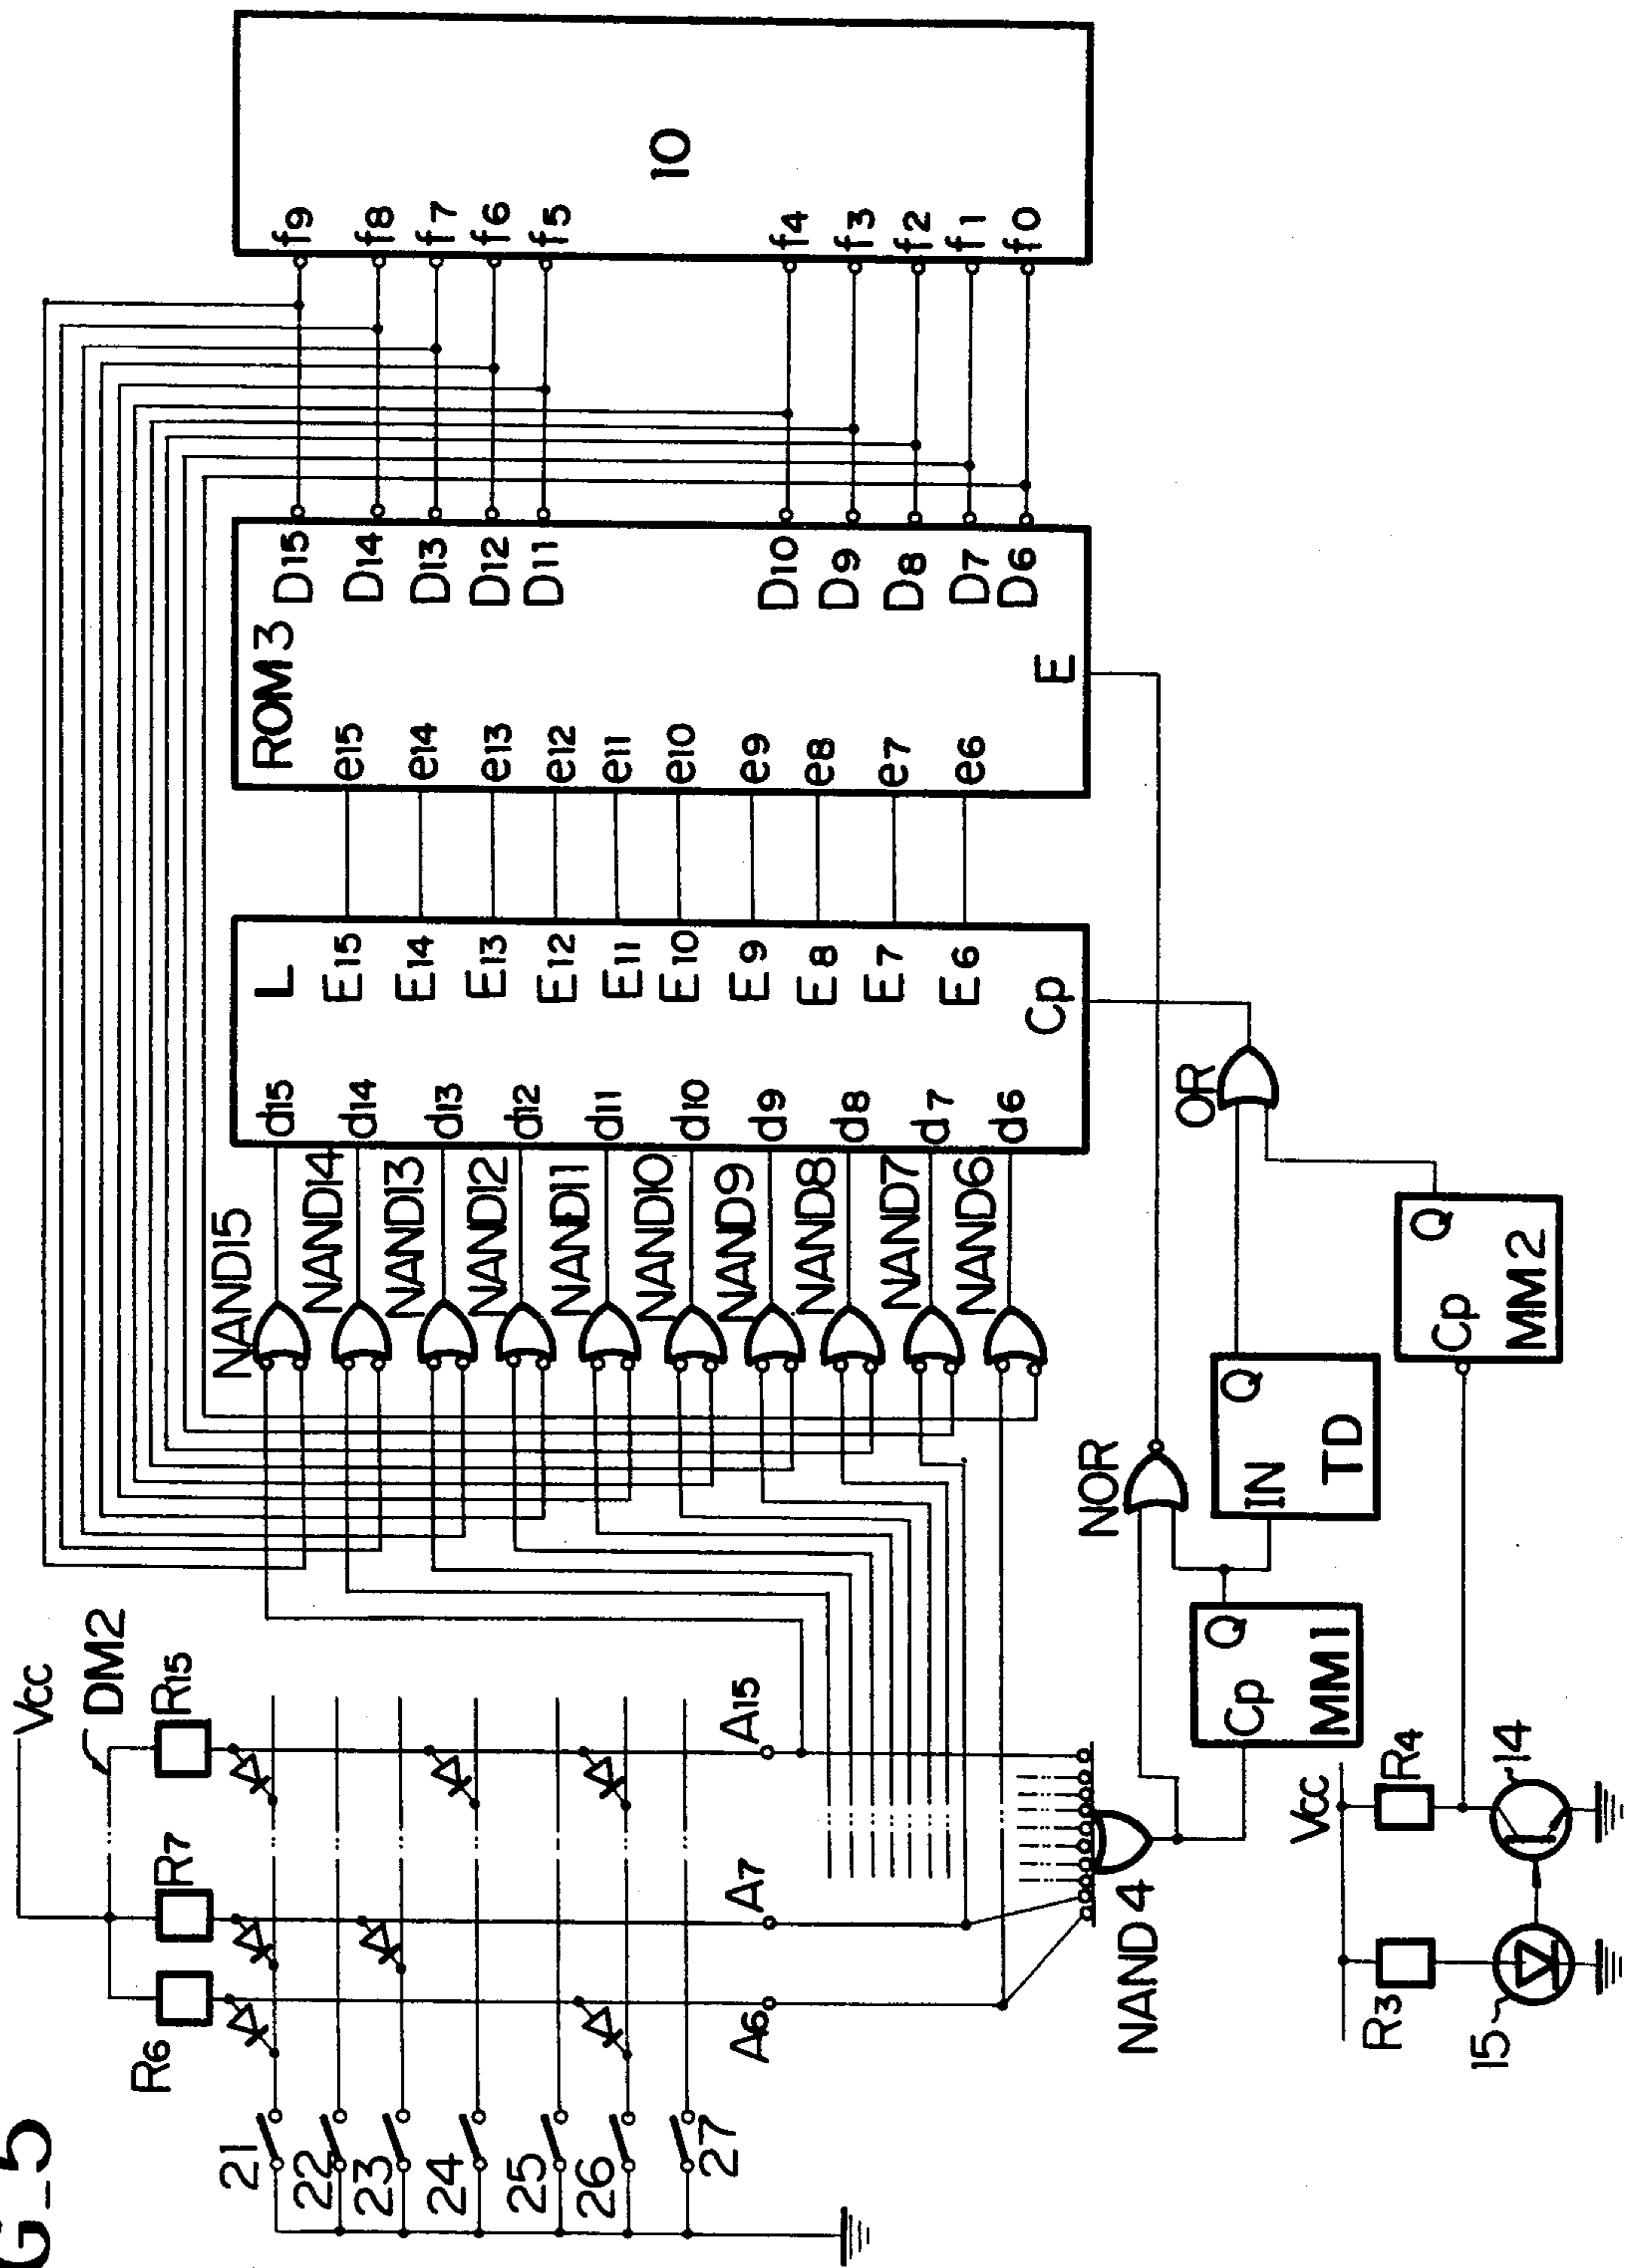 G_5
Vcc
DM2
R6
R7
R15
21
22
23
24
25
26
27
A6
A7
A15
NAND4
NAND15
NAND14
NAND13
NAND12
NAND11
NAND10
NAND9
NAND8
NAND7
NAND6
L
d15
d14
d13
d12
d11
d10
d9
d8
d7
d6
E15
E14
E13
E12
E11
E10
E9
E8
E7
E6
Cp
ROM3
e15
e14
e13
e12
e11
e10
e9
e8
e7
e6
D15
D14
D13
D12
D11
D10
D9
D8
D7
D6
E
f9
f8
f7
f6
f5
f4
f3
f2
f1
f0
10
NOR
OR
Cp
Q
MM1
IN
Q
TD
Cp
Q
MM2
Vcc
R3
R4
15
14